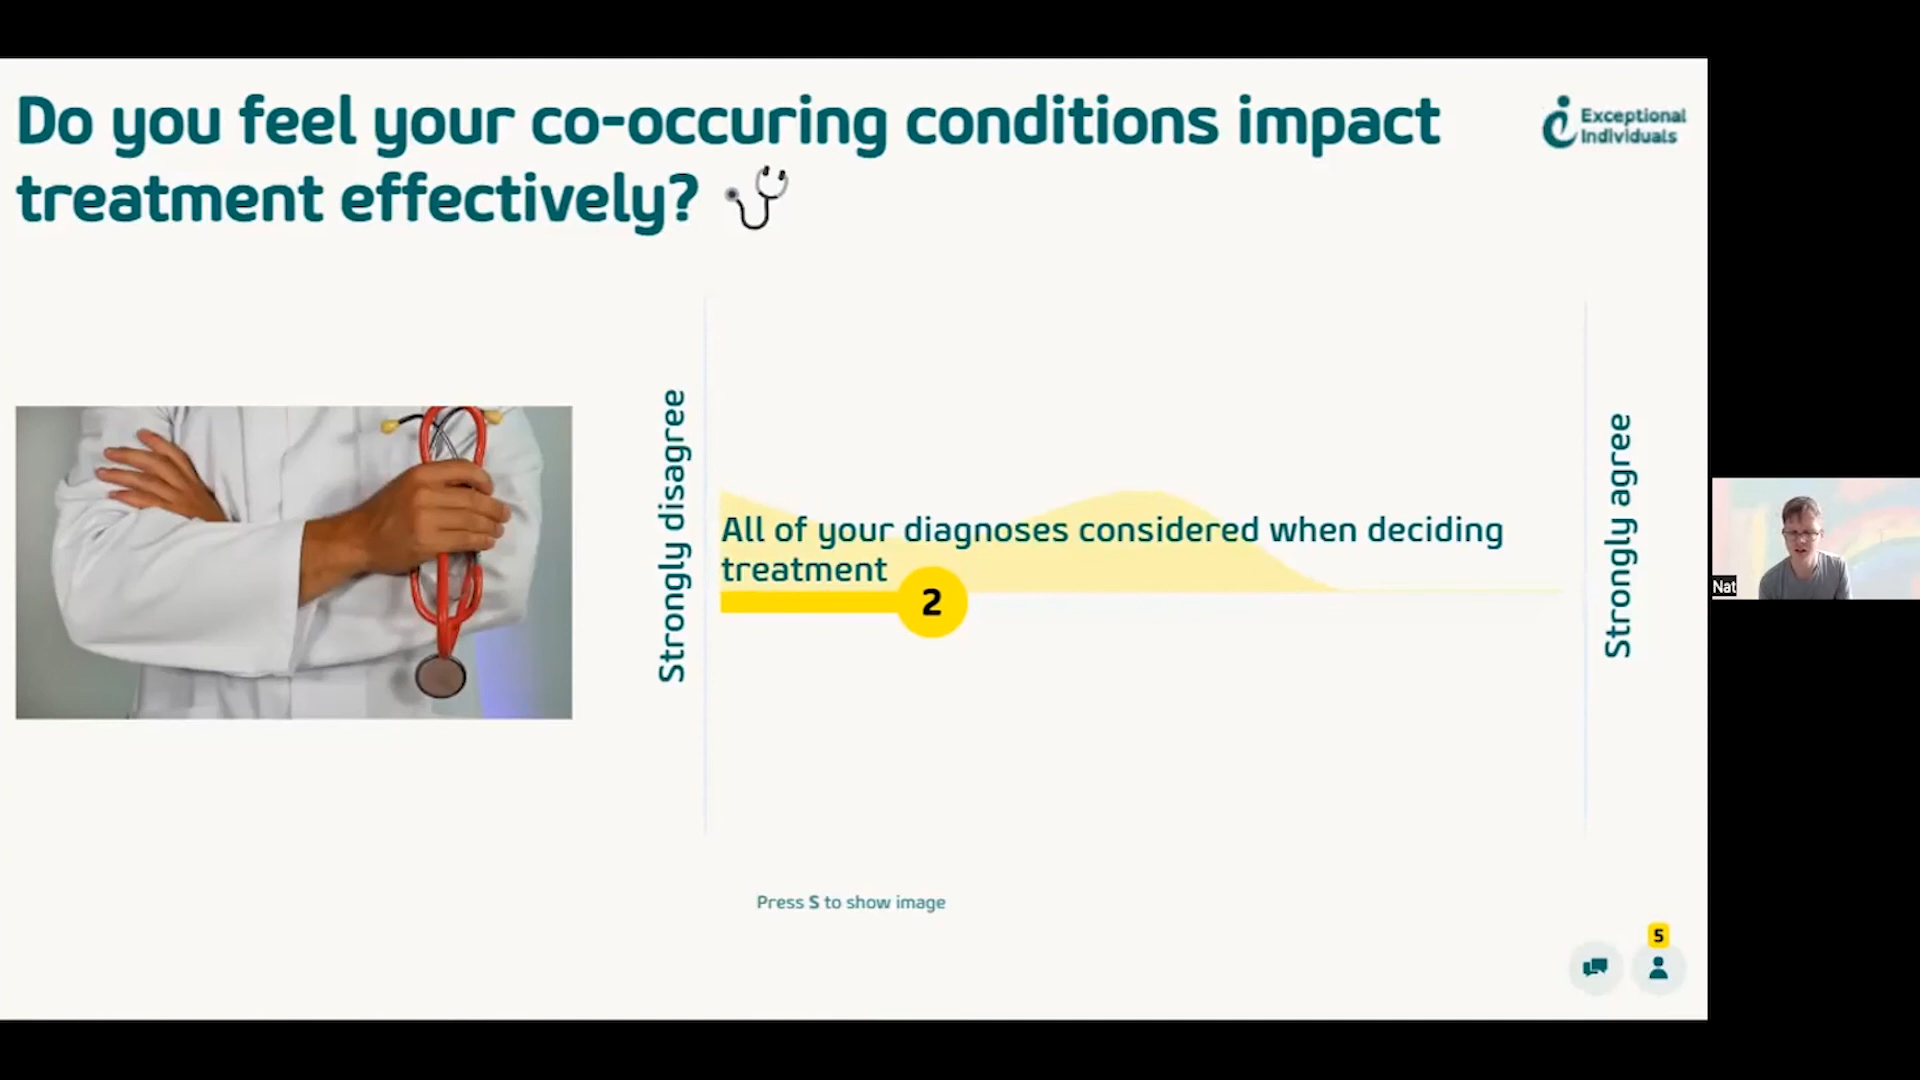 Do you feel your co-occuring conditions impact
treatment effectively?
Exceptional
Individuals
Strongly disagree
All of your diagnoses considered when deciding
treatment
2
Strongly agree
Nat
Press S to show image
5